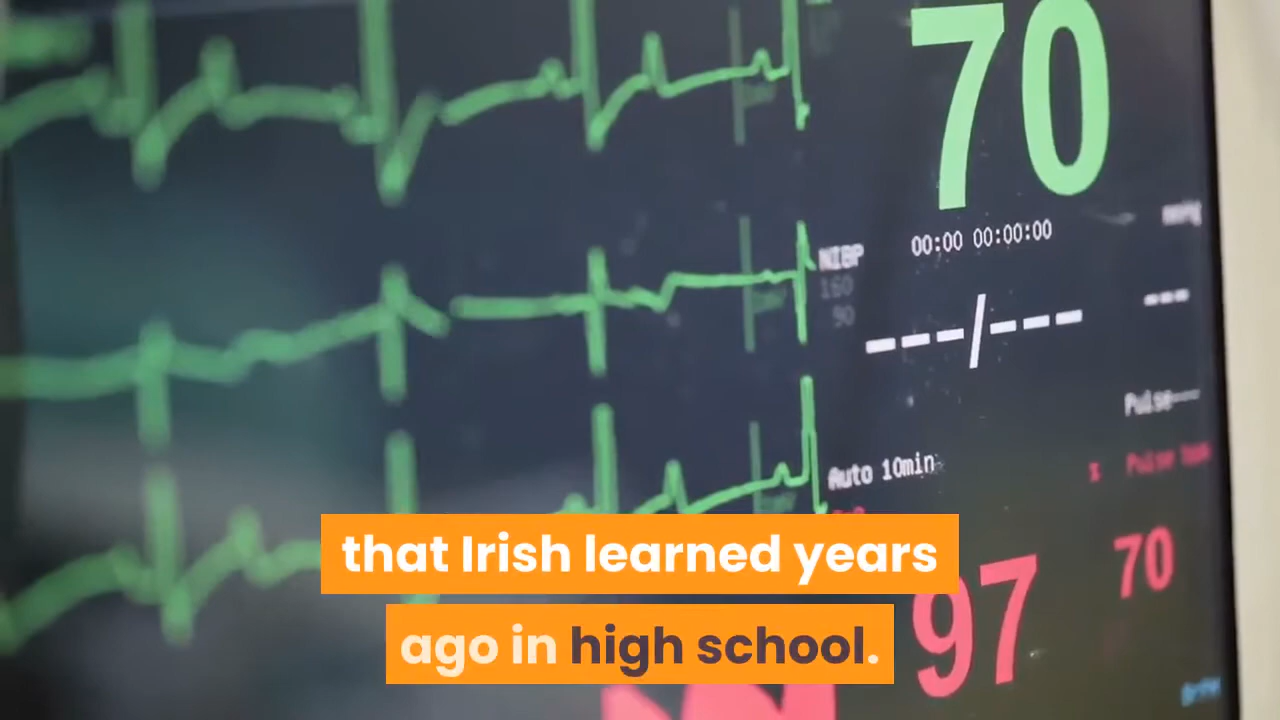 70
00:00 00:00:00
NIBP
160
90
---/---
---
Pulse---
Auto 10min
Pulse
97
70
that Irish learned years
ago in high school.